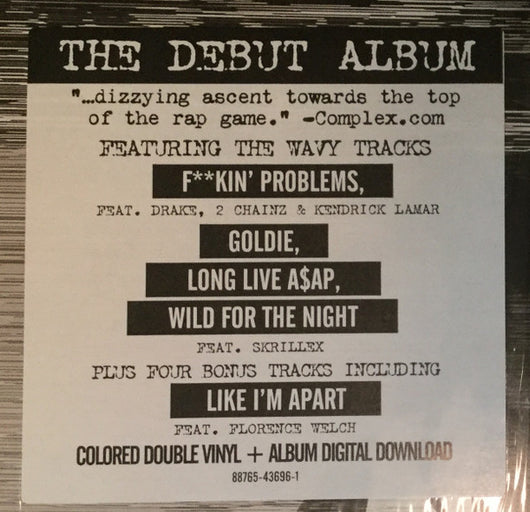 THE DEBUT ALBUM
"...dizzying ascent towards the top
of the rap game." -Complex.com
FEATURING THE WAVY TRACKS
F**KIN' PROBLEMS,
FEAT. DRAKE, 2 CHAINZ & KENDRICK LAMAR
GOLDIE,
LONG LIVE A$AP,
WILD FOR THE NIGHT
FEAT. SKRILLEX
PLUS FOUR BONUS TRACKS INCLUDING
LIKE I'M APART
FEAT. FLORENCE WELCH
COLORED DOUBLE VINYL + ALBUM DIGITAL DOWNLOAD
88765-43696-1